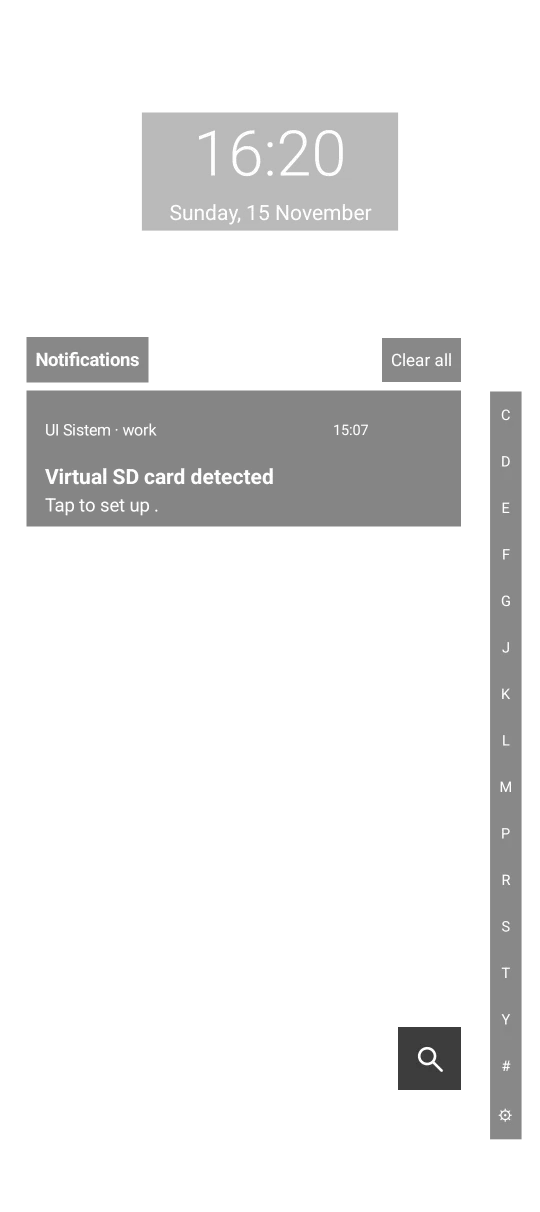 16:20
Sunday, 15 November
Notifications
Clear all
UI Sistem · work
15:07
Virtual SD card detected
Tap to set up .
C
D
E
F
G
J
K
L
M
P
R
S
T
Y
#